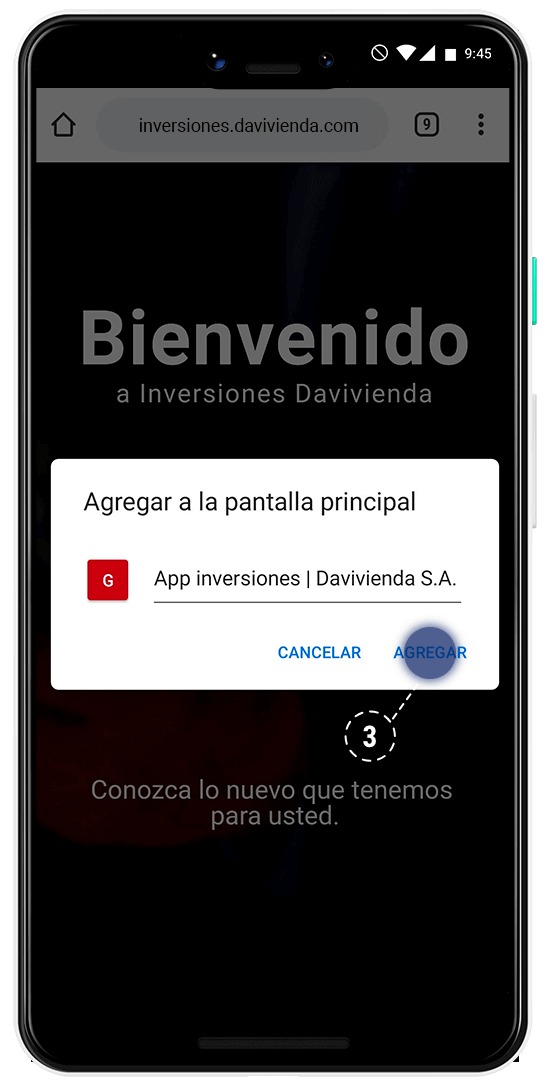 9:45
inversiones.davivienda.com
9
Bienvenido
a Inversiones Davivienda
Agregar a la pantalla principal
G
App inversiones | Davivienda S.A.
CANCELAR AGREGAR
3
Conozca lo nuevo que tenemos
para usted.